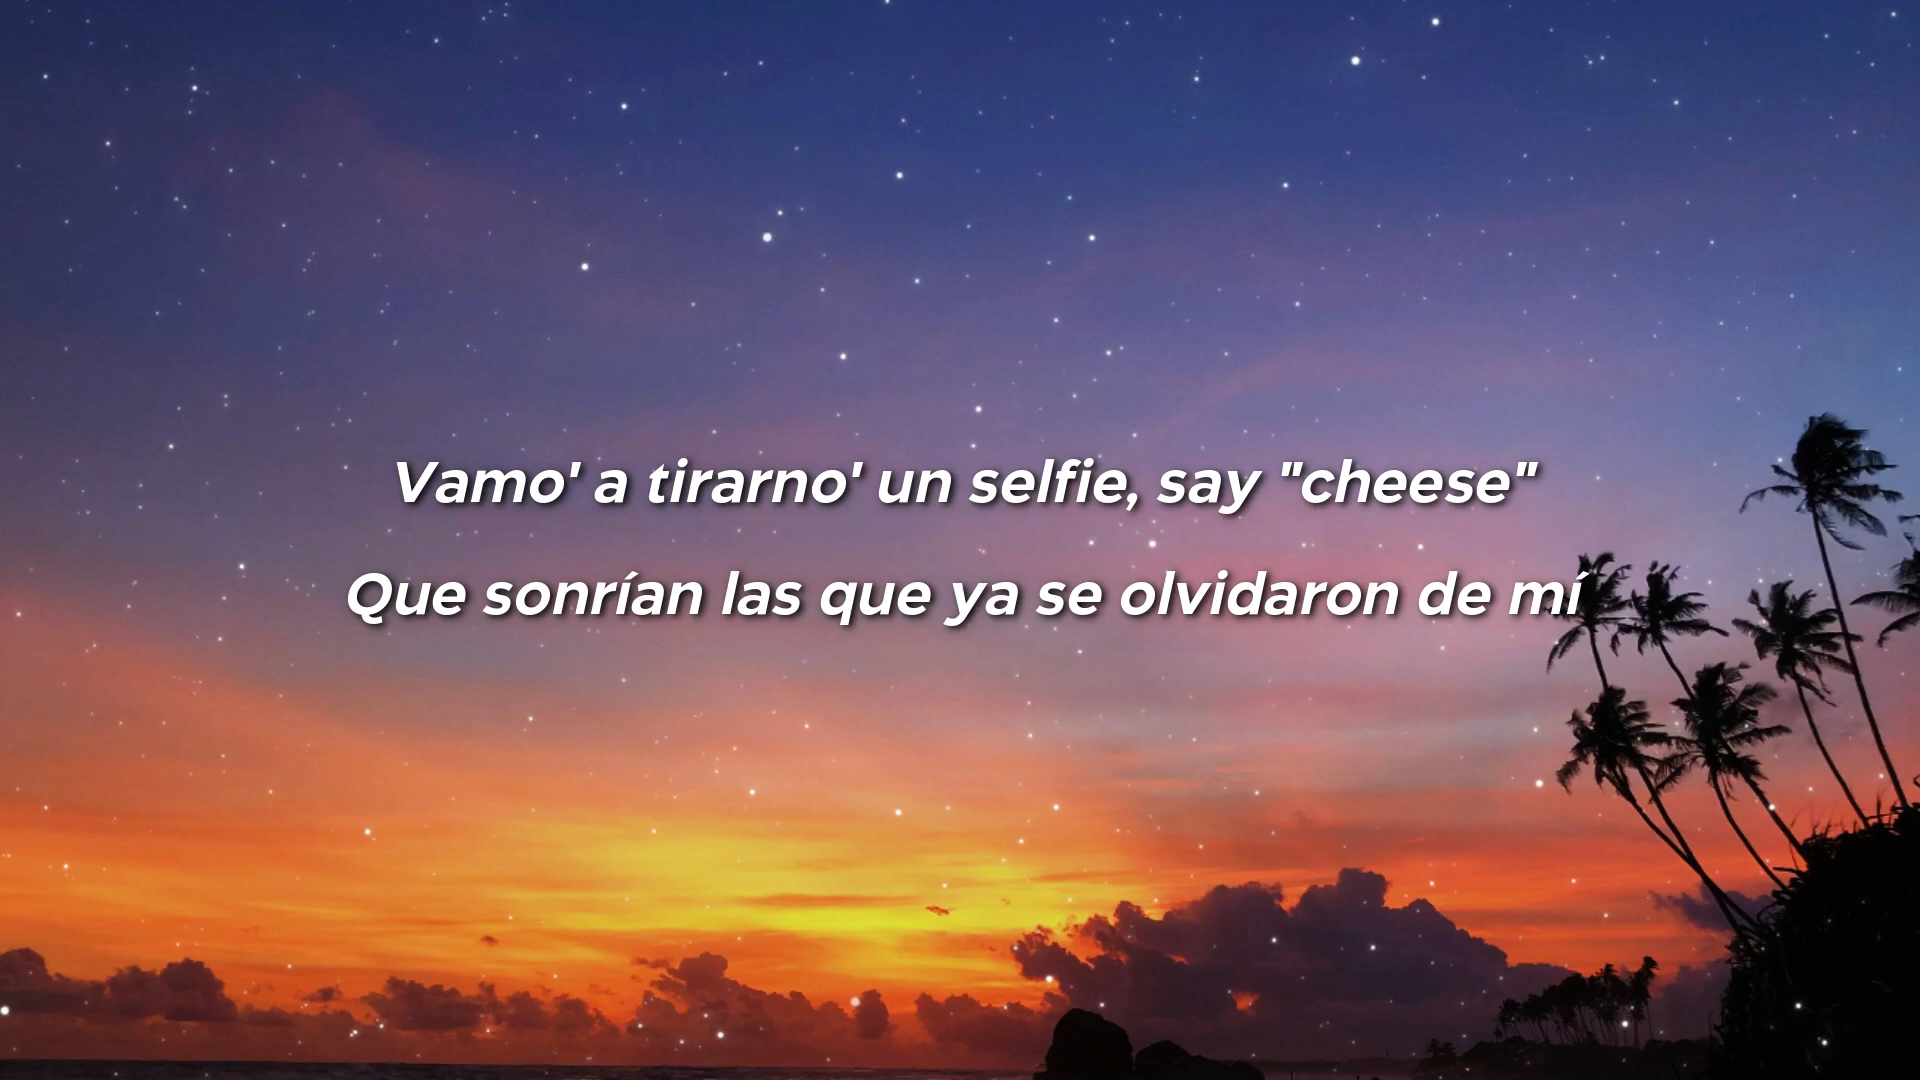 Vamo' a tirarno' un selfie, say "cheese"
Que sonrían las que ya se olvidaron de mí